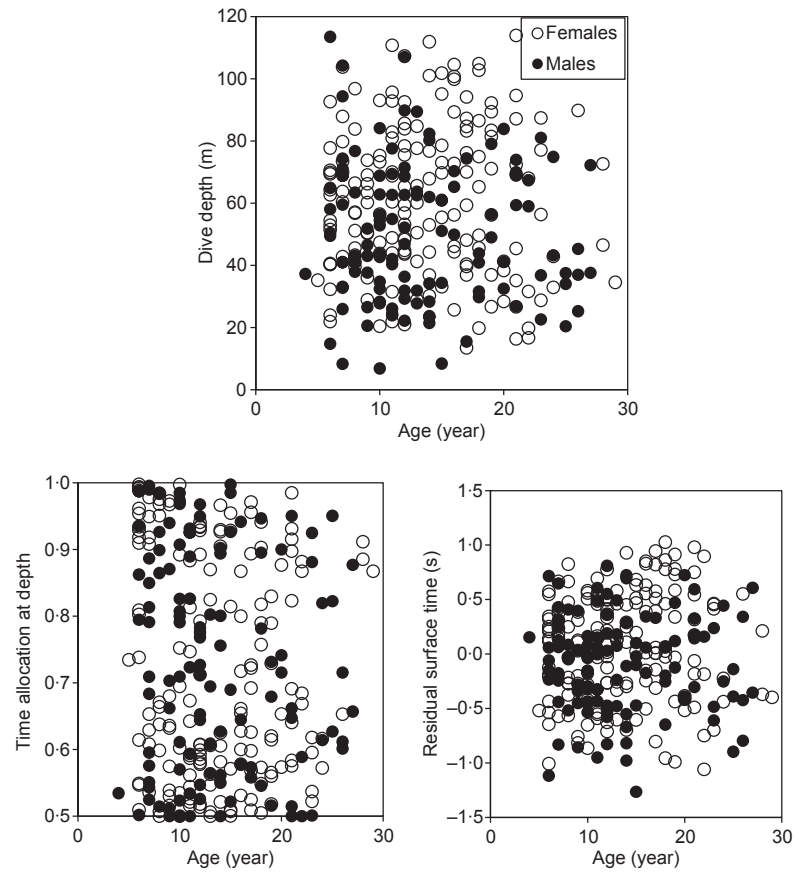 120
100
80
60
40
20
0
Dive depth (m)
Females
Males
0 10 20 30
Age (year)
1·0
0·9
0·8
0·7
0·6
0·5
Time allocation at depth
0 10 20 30
Age (year)
1·5
1·0
0·5
0·0
–0·5
–1·0
–1·5
Residual surface time (s)
0 10 20 30
Age (year)